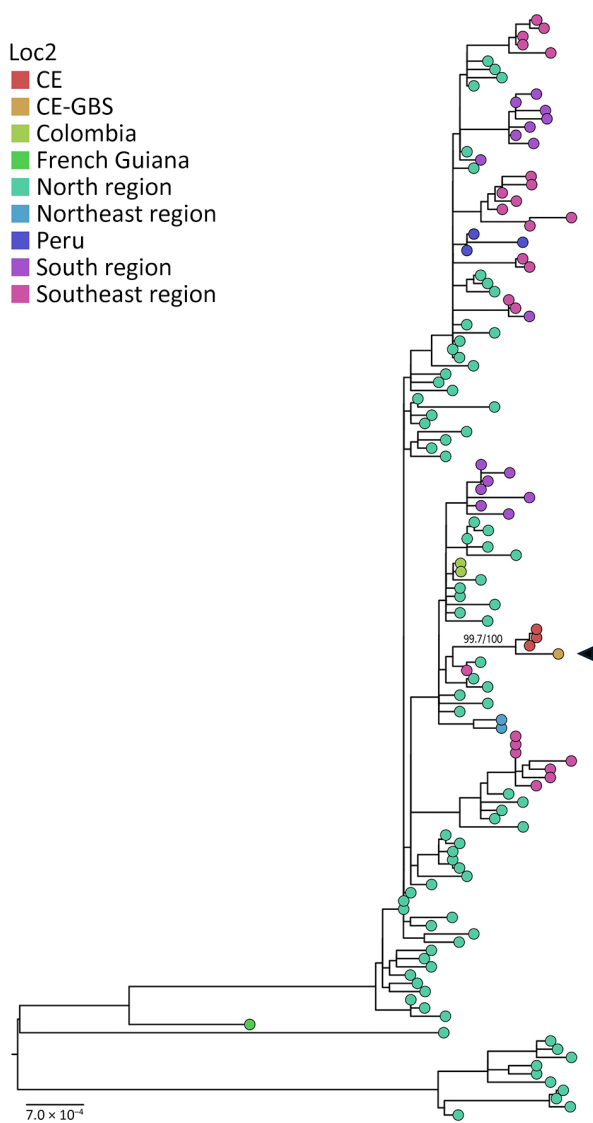 Loc2
CE
CE-GBS
Colombia
French Guiana
North region
Northeast region
Peru
South region
Southeast region
99.7/100
7.0 × 10⁻⁴